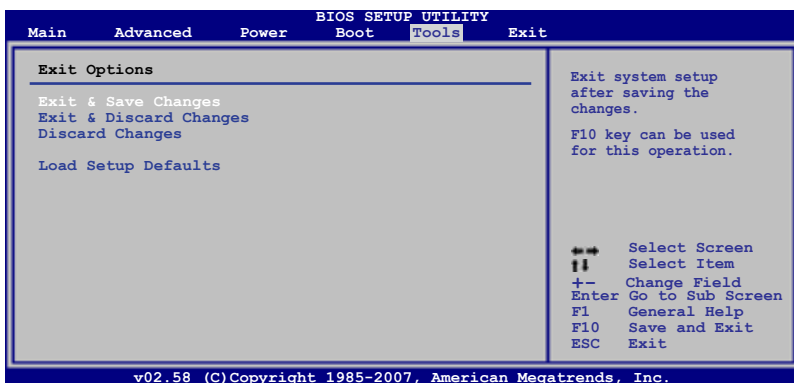 BIOS SETUP UTILITY
Main Advanced Power Boot Tools Exit
Exit Options
Exit & Save Changes
Exit & Discard Changes
Discard Changes
Load Setup Defaults
Exit system setup
after saving the
changes.
F10 key can be used
for this operation.
←→ Select Screen
↑↓ Select Item
+- Change Field
Enter Go to Sub Screen
F1 General Help
F10 Save and Exit
ESC Exit
v02.58 (C)Copyright 1985-2007, American Megatrends, Inc.